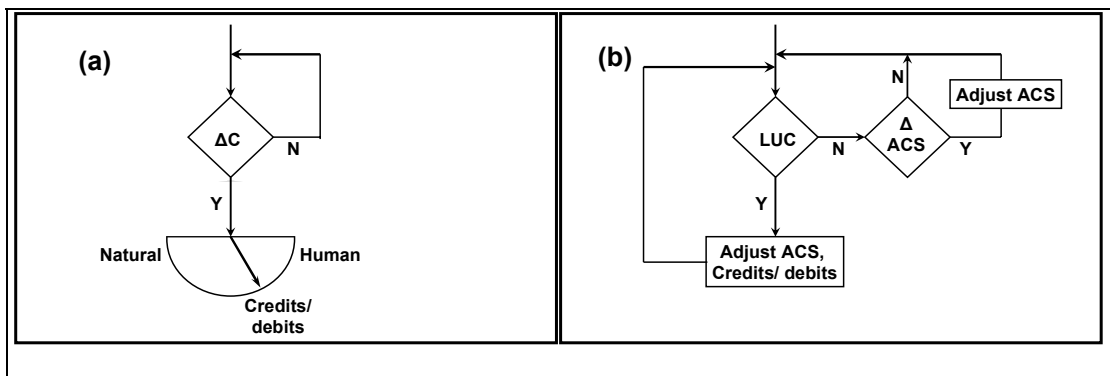 (a)
ΔC
N
Y
Natural
Human
Credits/
debits
(b)
N
Adjust ACS
LUC
N
Δ
ACS
Y
Y
Adjust ACS,
Credits/ debits